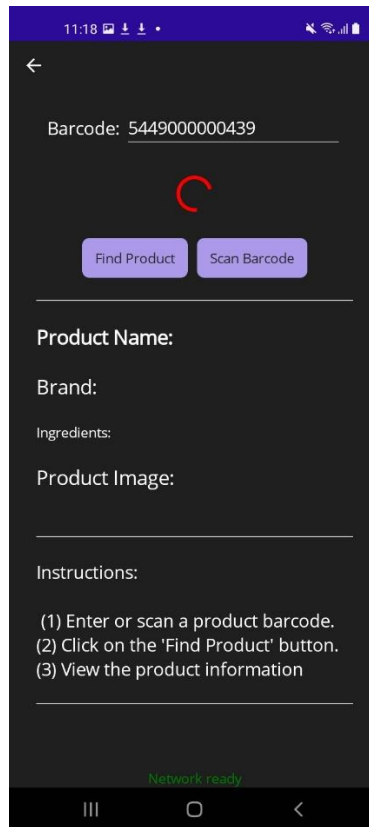 11:18
Barcode: 5449000000439
Find Product Scan Barcode
Product Name:
Brand:
Ingredients:
Product Image:
Instructions:
(1) Enter or scan a product barcode.
(2) Click on the 'Find Product' button.
(3) View the product information
Network ready